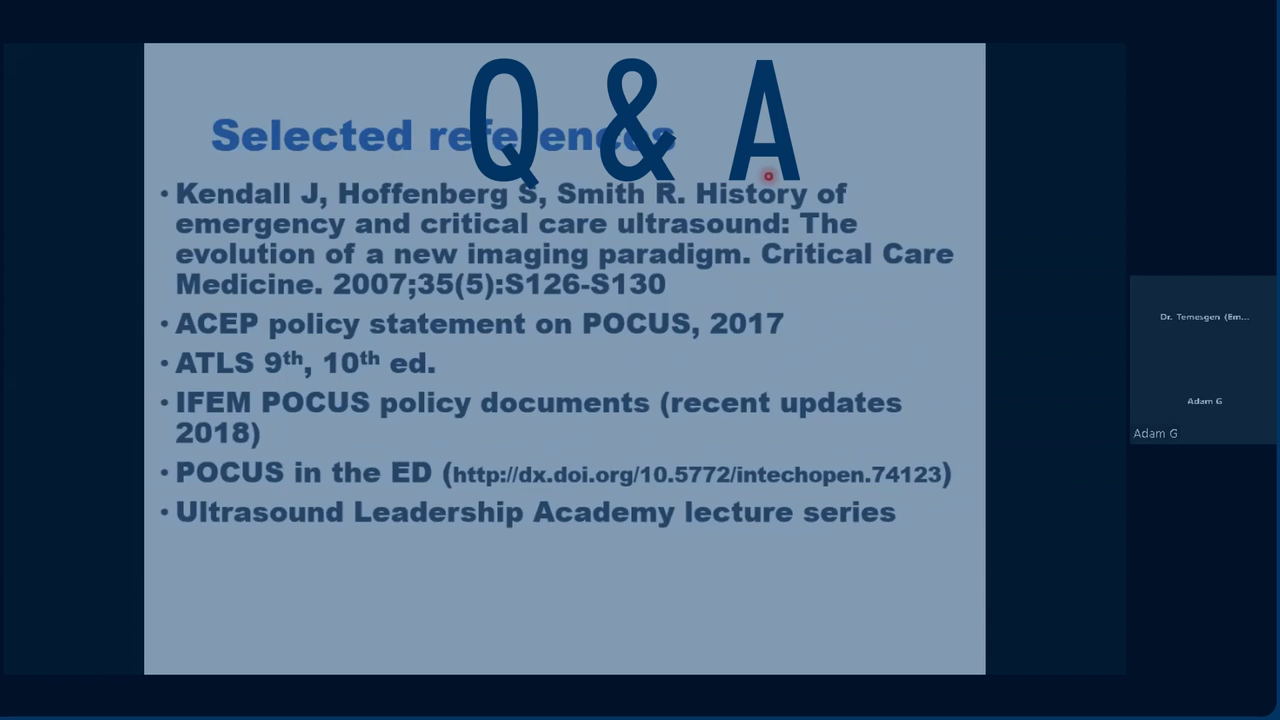 Q & A
Selected references
• Kendall J, Hoffenberg S, Smith R. History of
emergency and critical care ultrasound: The
evolution of a new imaging paradigm. Critical Care
Medicine. 2007;35(5):S126-S130
• ACEP policy statement on POCUS, 2017
• ATLS 9th, 10th ed.
• IFEM POCUS policy documents (recent updates
2018)
• POCUS in the ED (http://dx.doi.org/10.5772/intechopen.74123)
• Ultrasound Leadership Academy lecture series
Dr. Temesgen (Em...
Adam G
Adam G